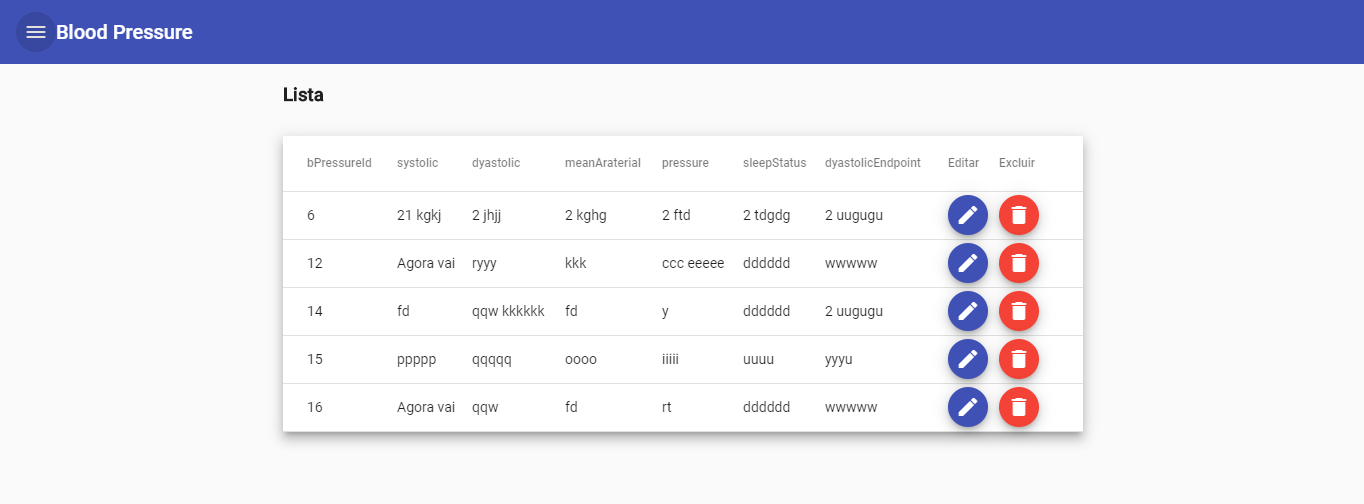 Blood Pressure
Lista
bPressureId systolic dyastolic meanAraterial pressure sleepStatus dyastolicEndpoint Editar Excluir
6 21 kgkj 2 jhjj 2 kghg 2 ftd 2 tdgdg 2 uugugu
12 Agora vai ryyy kkk ccc eeeee dddddd wwwww
14 fd qqw kkkkkk fd y dddddd 2 uugugu
15 ppppp qqqqq oooo iiiii uuuu yyyu
16 Agora vai qqw fd rt dddddd wwwww